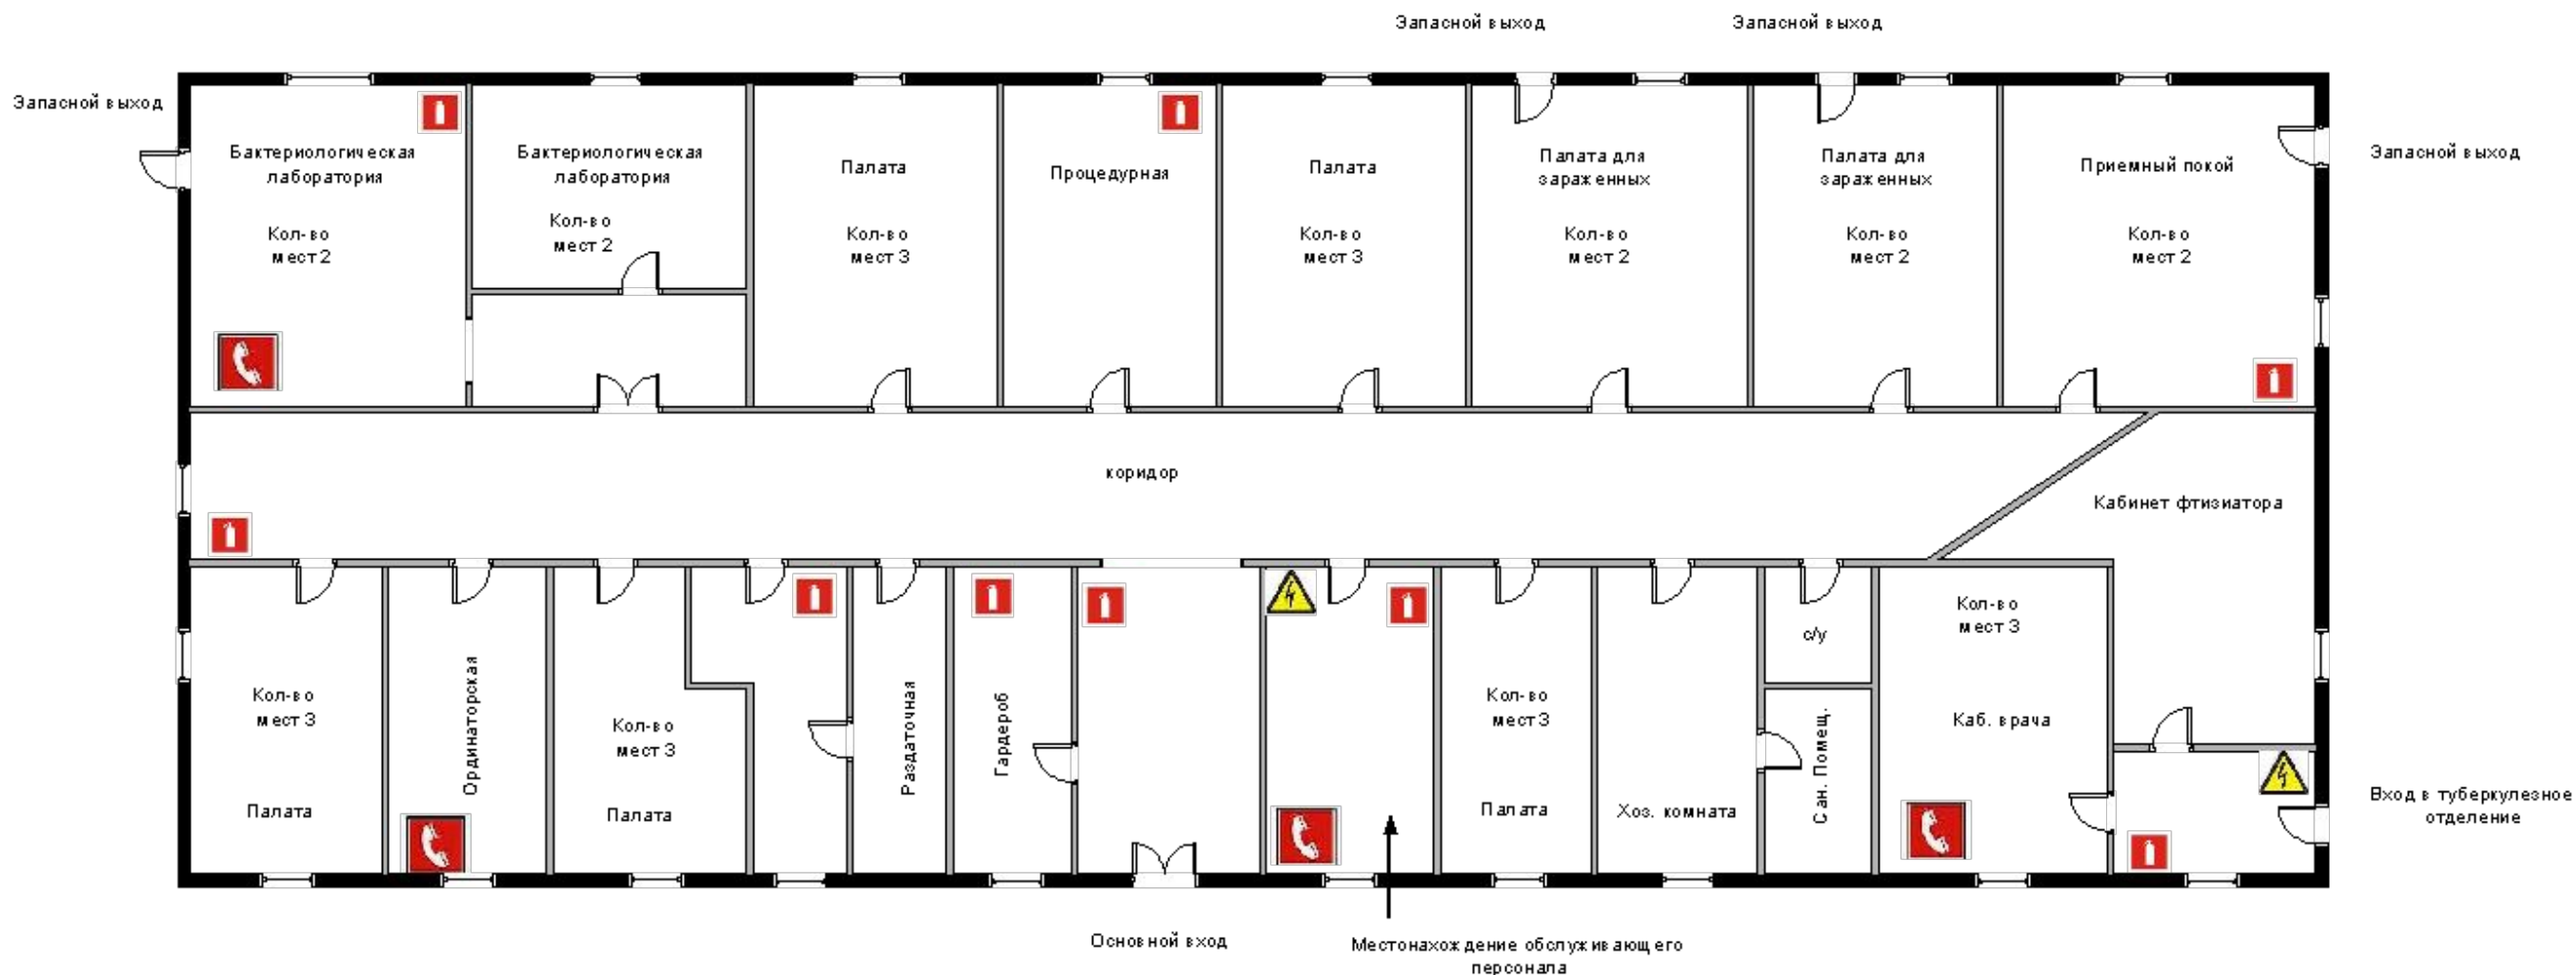 Запасной выход
Запасной выход
Запасной выход
Бактериологическая
лаборатория
Кол-во
мест 2
Бактериологическая
лаборатория
Кол-во
мест 2
Палата
Кол-во
мест 3
Процедурная
Палата
Кол-во
мест 3
Палата для
зараженных
Кол-во
мест 2
Палата для
зараженных
Кол-во
мест 2
Приемный покой
Кол-во
мест 2
Запасной выход
коридор
Кабинет фтизиатора
Кол-во
мест 3
Палата
Ординаторская
Кол-во
мест 3
Палата
Раздаточная
Гардероб
Кол-во
мест 3
Палата
Хоз. комната
с/у
Сан. Помещ.
Кол-во
мест 3
Каб. врача
Вход в туберкулезное
отделение
Основной вход
Местонахождение обслуживающего
персонала